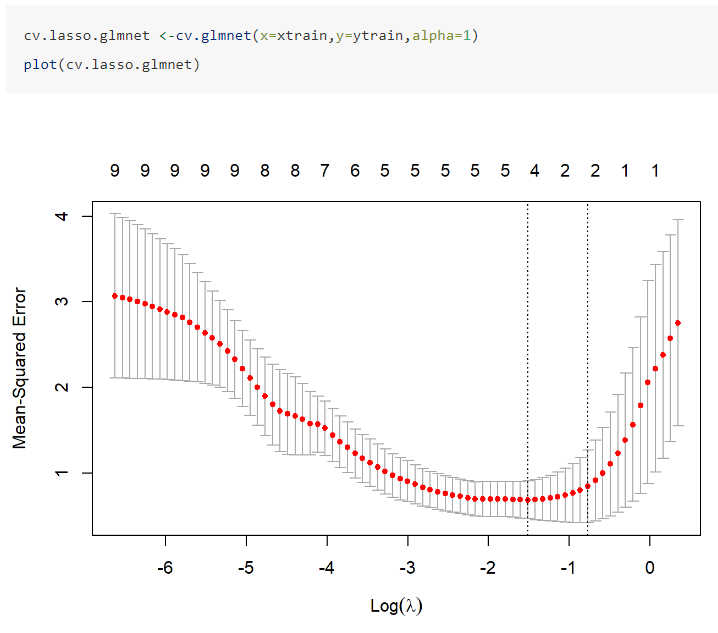 cv.lasso.glmnet <-cv.glmnet(x=xtrain,y=ytrain,alpha=1)
plot(cv.lasso.glmnet)
9 9 9 9 9 8 8 7 6 5 5 5 5 5 4 2 2 1 1
4
3
2
1
Mean-Squared Error
-6 -5 -4 -3 -2 -1 0
Log(λ)